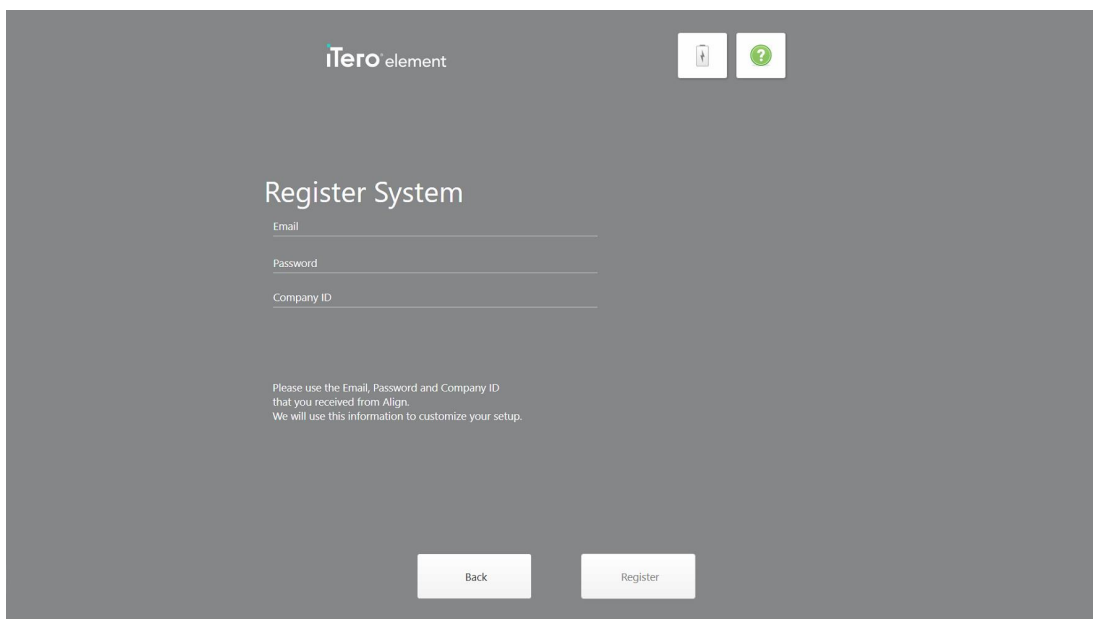 iTero element
?
Register System
Email
Password
Company ID
Please use the Email, Password and Company ID
that you received from Align.
We will use this information to customize your setup.
Back
Register